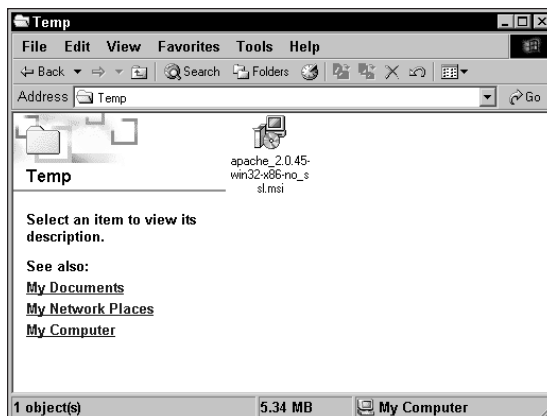 Temp
File Edit View Favorites Tools Help
Back Search Folders
Address Temp Go
Temp
Select an item to view its
description.
See also:
My Documents
My Network Places
My Computer
apache_2.0.45-
win32-x86-no_s
sl.msi
1 object(s) 5.34 MB My Computer